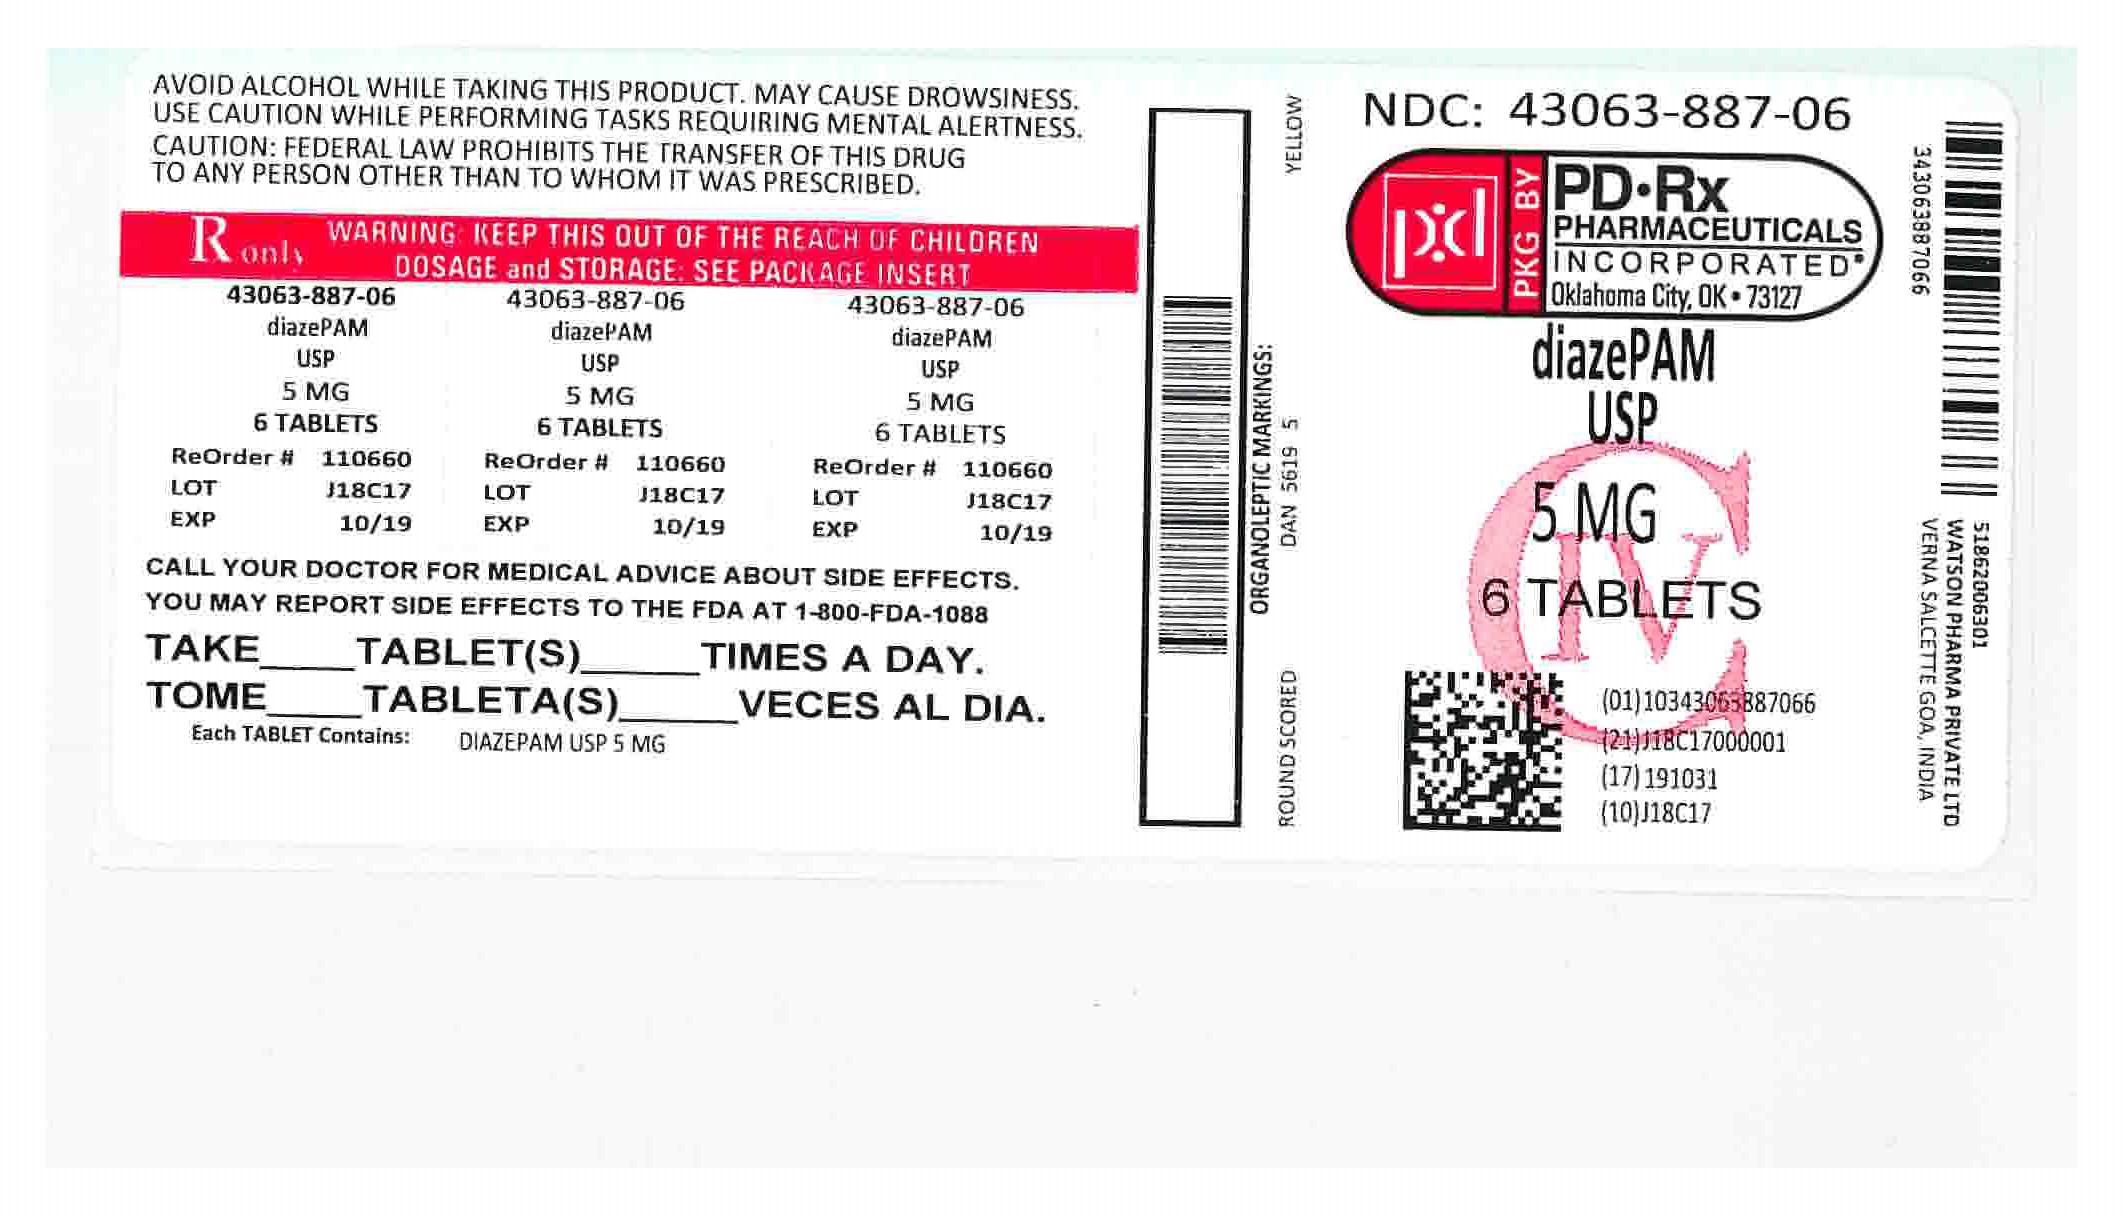 AVOID ALCOHOL WHILE TAKING THIS PRODUCT. MAY CAUSE DROWSINESS.
USE CAUTION WHILE PERFORMING TASKS REQUIRING MENTAL ALERTNESS.
CAUTION: FEDERAL LAW PROHIBITS THE TRANSFER OF THIS DRUG
TO ANY PERSON OTHER THAN TO WHOM IT WAS PRESCRIBED.
R only
WARNING: KEEP THIS OUT OF THE REACH OF CHILDREN
DOSAGE and STORAGE: SEE PACKAGE INSERT
43063-887-06
diazePAM
USP
5 MG
6 TABLETS
ReOrder # 110660
LOT J18C17
EXP 10/19
43063-887-06
diazePAM
USP
5 MG
6 TABLETS
ReOrder # 110660
LOT J18C17
EXP 10/19
43063-887-06
diazePAM
USP
5 MG
6 TABLETS
ReOrder # 110660
LOT J18C17
EXP 10/19
CALL YOUR DOCTOR FOR MEDICAL ADVICE ABOUT SIDE EFFECTS.
YOU MAY REPORT SIDE EFFECTS TO THE FDA AT 1-800-FDA-1088
TAKE____TABLET(S)_____TIMES A DAY.
TOME____TABLETA(S)_____VECES AL DIA.
Each TABLET Contains: DIAZEPAM USP 5 MG
ORGANOLEPTIC MARKINGS:
ROUND SCORED DAN 5619 5 YELLOW
NDC: 43063-887-06
pd
PKG BY
PD•Rx
PHARMACEUTICALS
INCORPORATED®
Oklahoma City, OK • 73127
diazePAM
USP
5 MG
6 TABLETS
CIV
(01)10343063887066
(21)J18C17000001
(17)191031
(10)J18C17
343063887066
51862006301
WATSON PHARMA PRIVATE LTD
VERNA SALCETTE GOA, INDIA